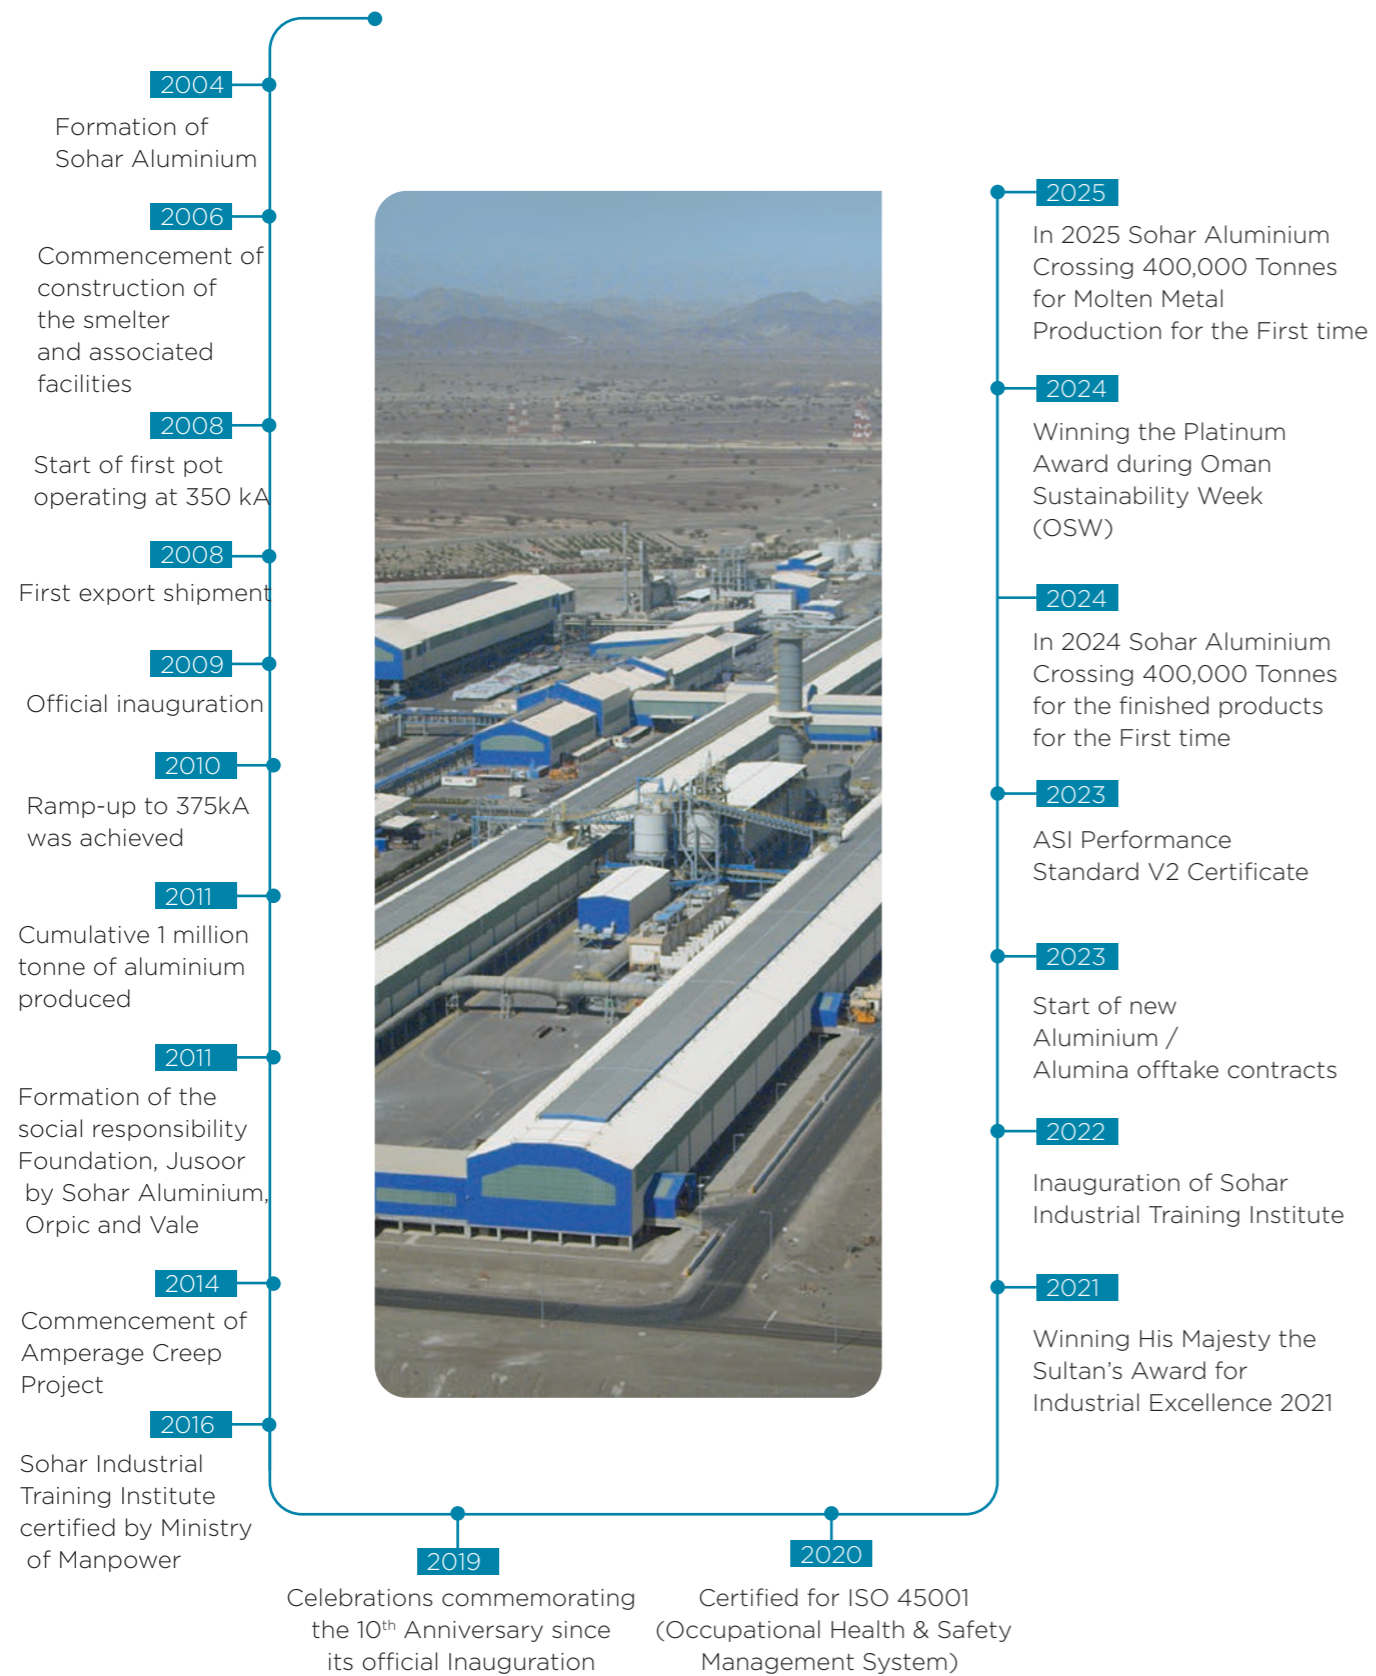 2004
Formation of
Sohar Aluminium
2006
Commencement of
construction of
the smelter
and associated
facilities
2008
Start of first pot
operating at 350 kA
2008
First export shipment
2009
Official inauguration
2010
Ramp-up to 375kA
was achieved
2011
Cumulative 1 million
tonne of aluminium
produced
2011
Formation of the
social responsibility
Foundation, Jusoor
by Sohar Aluminium,
Orpic and Vale
2014
Commencement of
Amperage Creep
Project
2016
Sohar Industrial
Training Institute
certified by Ministry
of Manpower
2019
Celebrations commemorating
the 10th Anniversary since
its official Inauguration
2020
Certified for ISO 45001
(Occupational Health & Safety
Management System)
2025
In 2025 Sohar Aluminium
Crossing 400,000 Tonnes
for Molten Metal
Production for the First time
2024
Winning the Platinum
Award during Oman
Sustainability Week
(OSW)
2024
In 2024 Sohar Aluminium
Crossing 400,000 Tonnes
for the finished products
for the First time
2023
ASI Performance
Standard V2 Certificate
2023
Start of new
Aluminium /
Alumina offtake contracts
2022
Inauguration of Sohar
Industrial Training Institute
2021
Winning His Majesty the
Sultan’s Award for
Industrial Excellence 2021